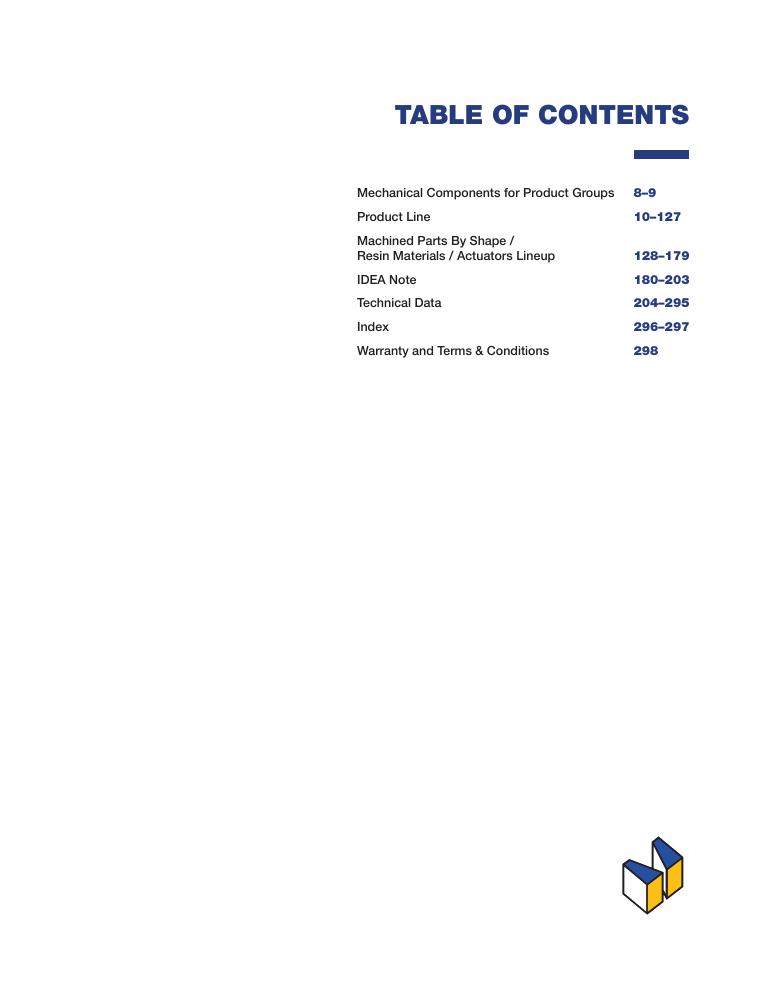 TABLE OF CONTENTS
Mechanical Components for Product Groups 8–9
Product Line 10–127
Machined Parts By Shape /
Resin Materials / Actuators Lineup 128–179
IDEA Note 180–203
Technical Data 204–295
Index 296–297
Warranty and Terms & Conditions 298